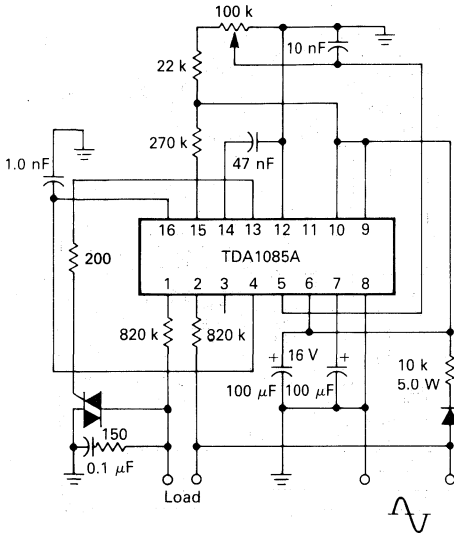 100 k
10 nF
22 k
270 k
47 nF
1.0 nF
16 15 14 13 12 11 10 9
TDA1085A
200
1 2 3 4 5 6 7 8
820 k
820 k
+ 16 V +
100 μF 100 μF
10 k
5.0 W
150
0.1 μF
Load